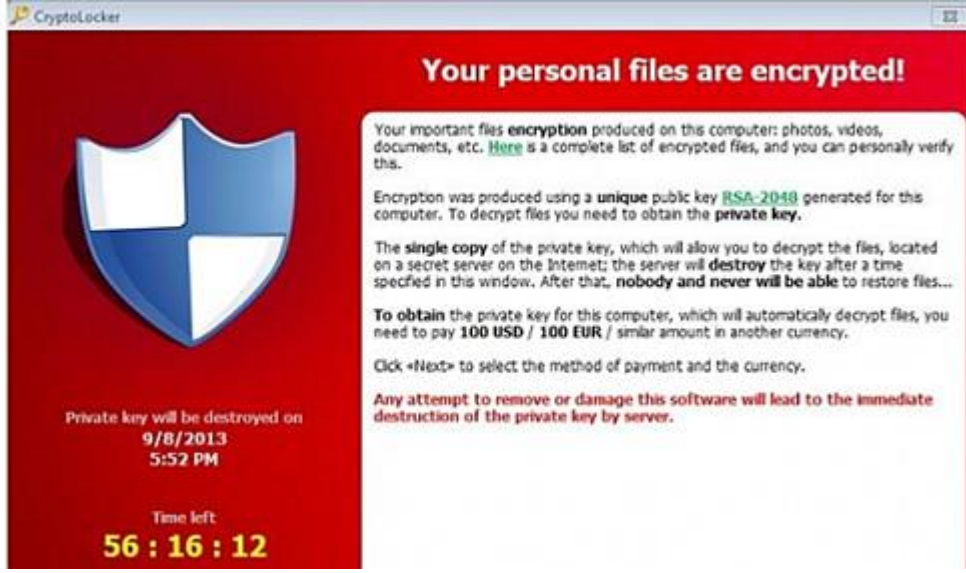 CryptoLocker
Your personal files are encrypted!
Your important files encryption produced on this computer: photos, videos,
documents, etc. Here is a complete list of encrypted files, and you can personally verify
this.
Encryption was produced using a unique public key RSA-2048 generated for this
computer. To decrypt files you need to obtain the private key.
The single copy of the private key, which will allow you to decrypt the files, located
on a secret server on the Internet; the server will destroy the key after a time
specified in this window. After that, nobody and never will be able to restore files...
To obtain the private key for this computer, which will automatically decrypt files, you
need to pay 100 USD / 100 EUR / similar amount in another currency.
Click «Next» to select the method of payment and the currency.
Any attempt to remove or damage this software will lead to the immediate
destruction of the private key by server.
Private key will be destroyed on
9/8/2013
5:52 PM
Time left
56 : 16 : 12